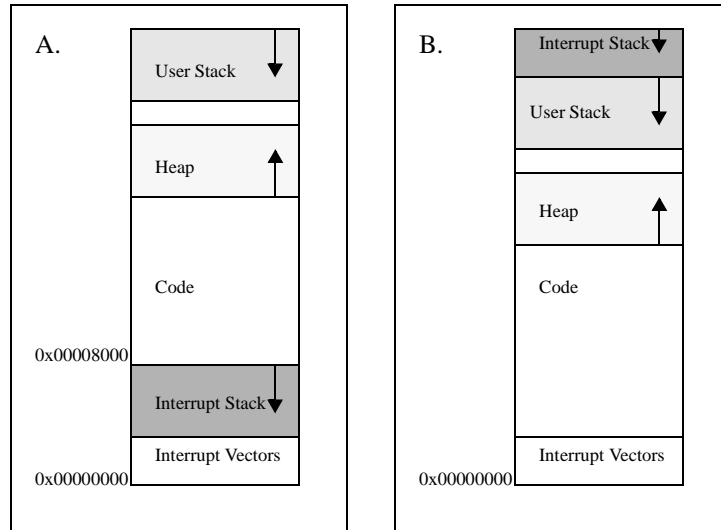 A.
User Stack
Heap
Code
0x00008000
Interrupt Stack
Interrupt Vectors
0x00000000
B.
Interrupt Stack
User Stack
Heap
Code
Interrupt Vectors
0x00000000